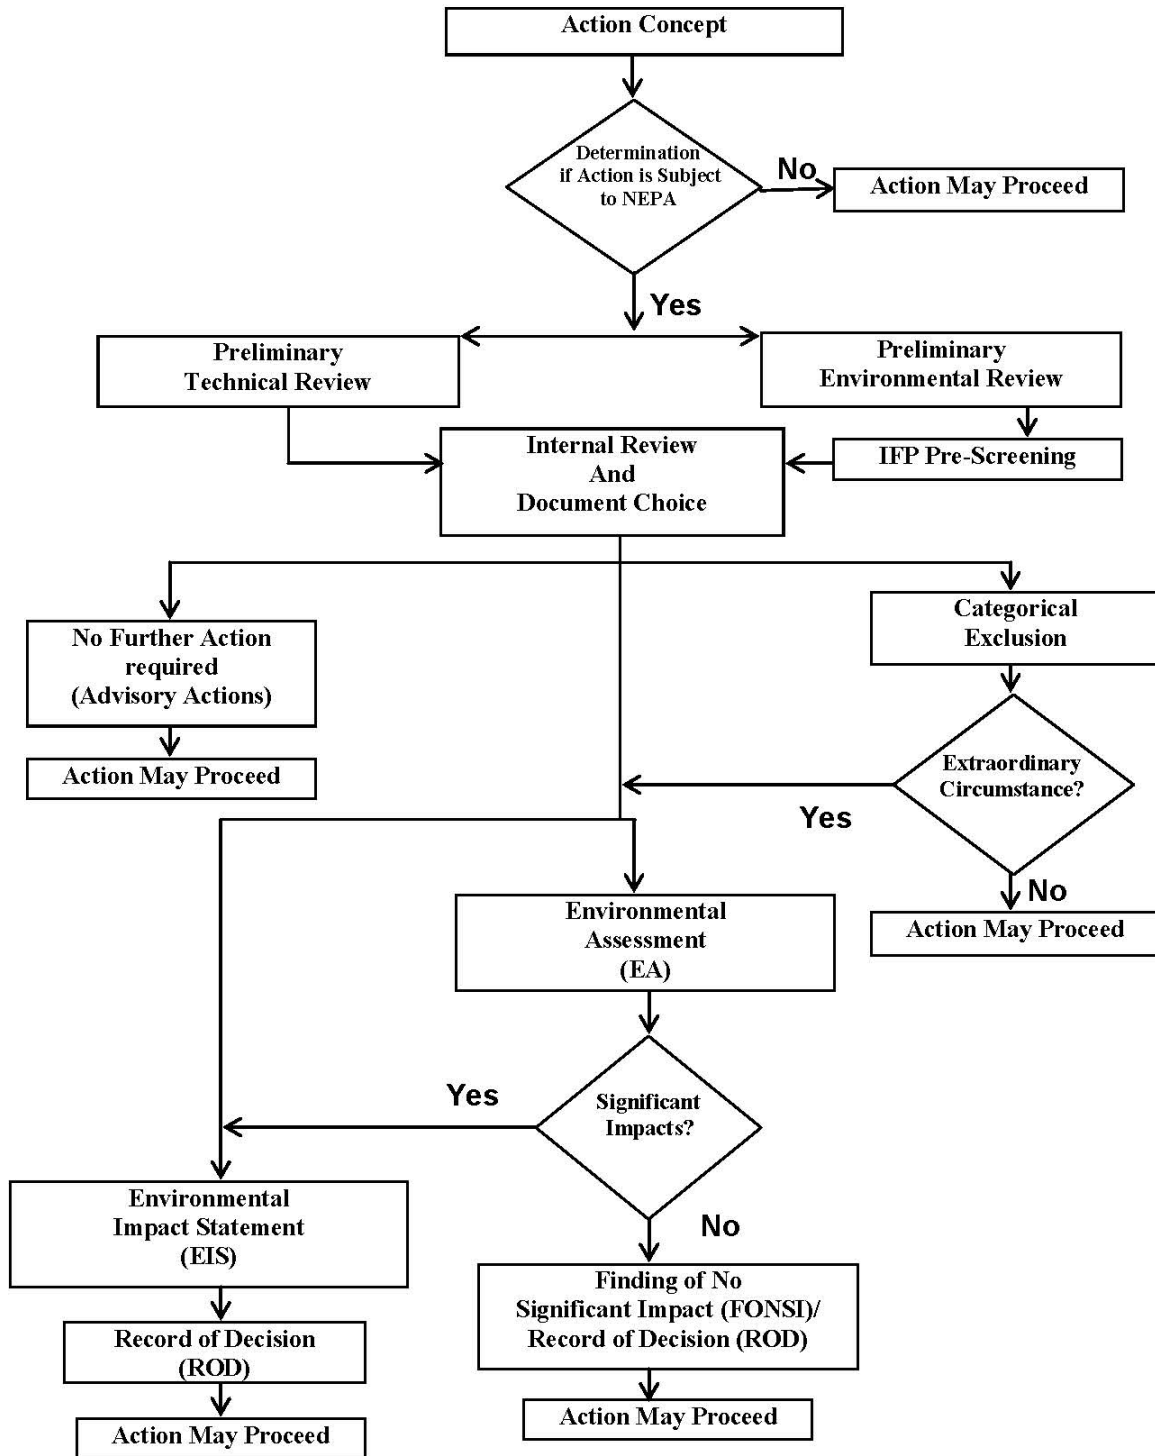 Action Concept
Determination
if Action is Subject
to NEPA
No
Action May Proceed
Yes
Preliminary
Technical Review
Preliminary
Environmental Review
Internal Review
And
Document Choice
IFP Pre-Screening
No Further Action
required
(Advisory Actions)
Action May Proceed
Categorical
Exclusion
Extraordinary
Circumstance?
Yes
No
Action May Proceed
Environmental
Assessment
(EA)
Significant
Impacts?
Yes
No
Environmental
Impact Statement
(EIS)
Record of Decision
(ROD)
Action May Proceed
Finding of No
Significant Impact (FONSI)/
Record of Decision (ROD)
Action May Proceed